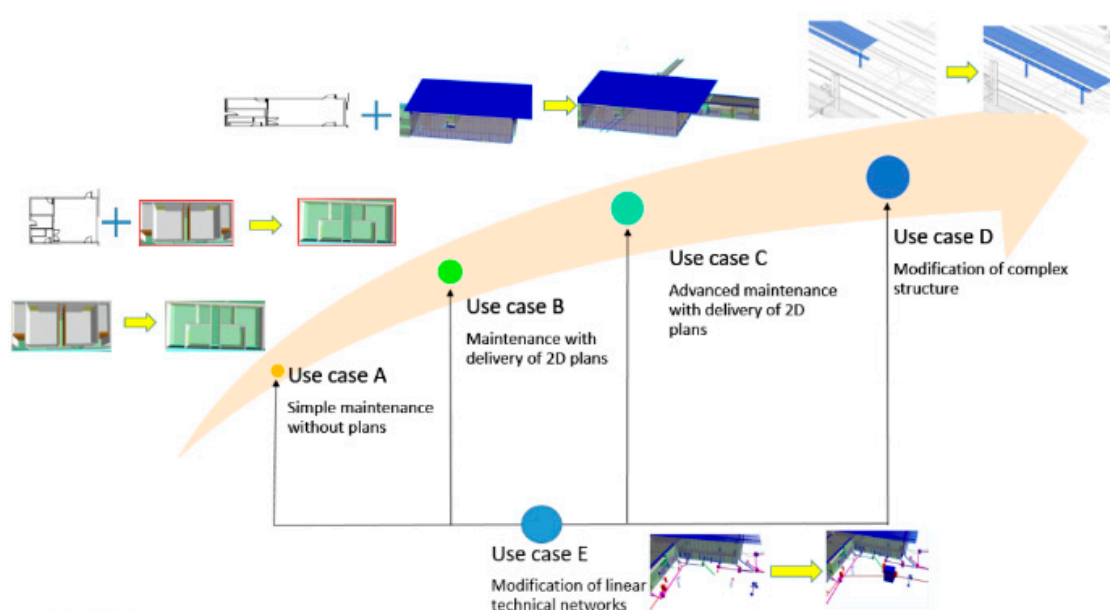 Use case A
Simple maintenance
without plans
Use case B
Maintenance with
delivery of 2D plans
Use case C
Advanced maintenance
with delivery of 2D
plans
Use case D
Modification of complex
structure
Use case E
Modification of linear
technical networks